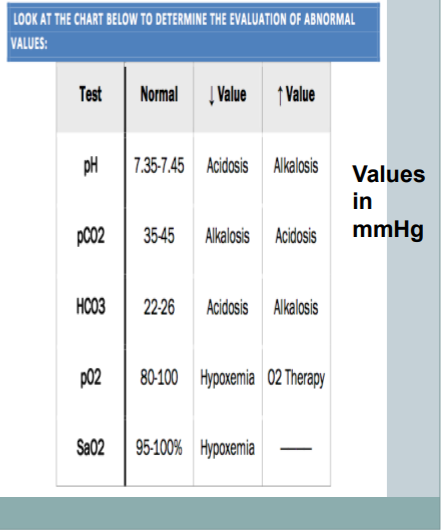 LOOK AT THE CHART BELOW TO DETERMINE THE EVALUATION OF ABNORMAL
VALUES:
Test Normal ↓ Value ↑ Value
pH 7.35-7.45 Acidosis Alkalosis
pCO2 35-45 Alkalosis Acidosis
HCO3 22-26 Acidosis Alkalosis
pO2 80-100 Hypoxemia O2 Therapy
SaO2 95-100% Hypoxemia ——
Values
in
mmHg